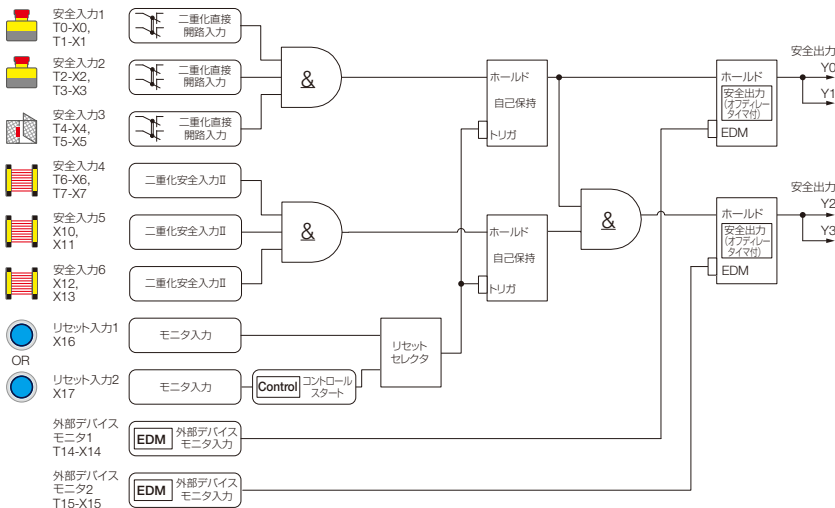 安全入力1
T0-X0,
T1-X1
二重化直接
開路入力
安全入力2
T2-X2,
T3-X3
二重化直接
開路入力
安全入力3
T4-X4,
T5-X5
二重化直接
開路入力
&
ホールド
自己保持
トリガ
ホールド
安全出力
(オフディレー
タイマ付)
EDM
安全出力
Y0
Y1
安全入力4
T6-X6,
T7-X7
二重化安全入力Ⅱ
安全入力5
X10,
X11
二重化安全入力Ⅱ
安全入力6
X12,
X13
二重化安全入力Ⅱ
&
ホールド
自己保持
トリガ
&
ホールド
安全出力
(オフディレー
タイマ付)
EDM
安全出力
Y2
Y3
リセット入力1
X16
モニタ入力
OR
リセット入力2
X17
モニタ入力
Control
コントロール
スタート
リセット
セレクタ
外部デバイス
モニタ1
T14-X14
EDM
外部デバイス
モニタ入力
外部デバイス
モニタ2
T15-X15
EDM
外部デバイス
モニタ入力